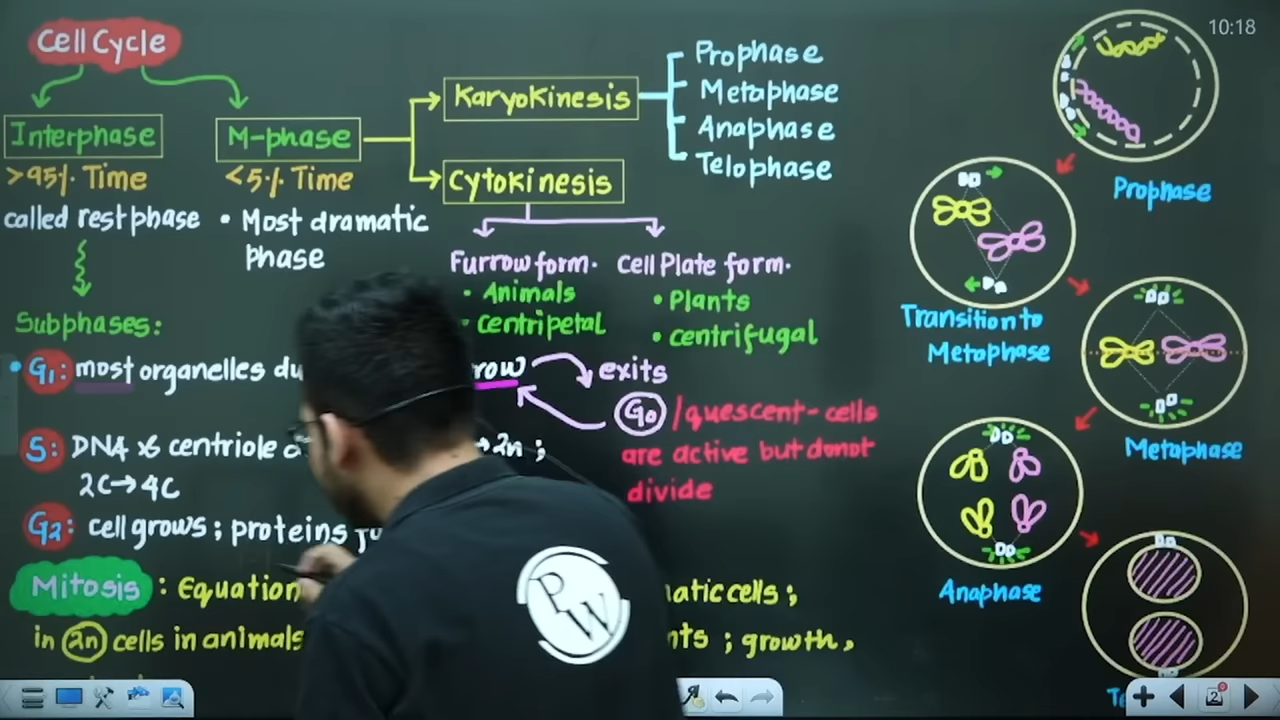 10:18
Cell Cycle
Interphase
>95% Time
called rest phase
Subphases:
M-phase
<5% Time
• Most dramatic
phase
Karyokinesis
Prophase
Metaphase
Anaphase
Telophase
Cytokinesis
Furrow form.
• Animals
• centripetal
Cell Plate form.
• Plants
• centrifugal
• G1: most organelles
exits
G0 /quescent- cells
are active but donot
divide
S: DNA & centriole →2n ;
2C→4C
G2: cell grows ; proteins
Mitosis : Equation cells ;
in 2n cells in animals ; growth,
Prophase
Transition to
Metaphase
Metaphase
Anaphase
PW
2